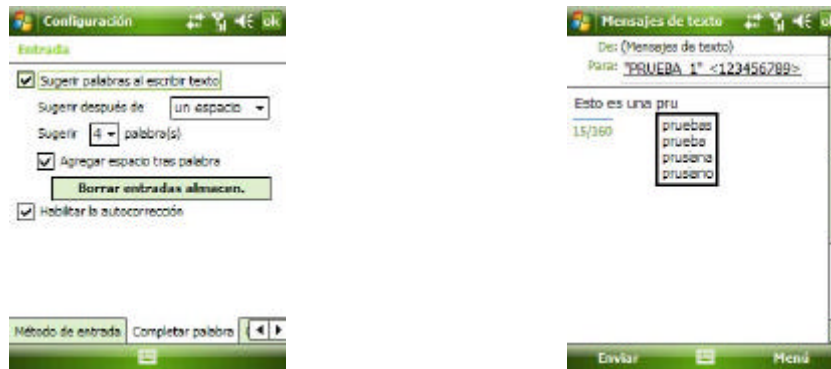 Configuración
ok
Entrada
Sugerir palabras al escribir texto
Sugerir después de un espacio
Sugerir 4 palabra(s)
Agregar espacio tras palabra
Borrar entradas almacen.
Habilitar la autocorrección
Método de entrada Completar palabra
Mensajes de texto
De: (Mensajes de texto)
Para: "PRUEBA 1" <123456789>
Esto es una pru
15/160
pruebas
prueba
prusiana
prusiano
Enviar Menú